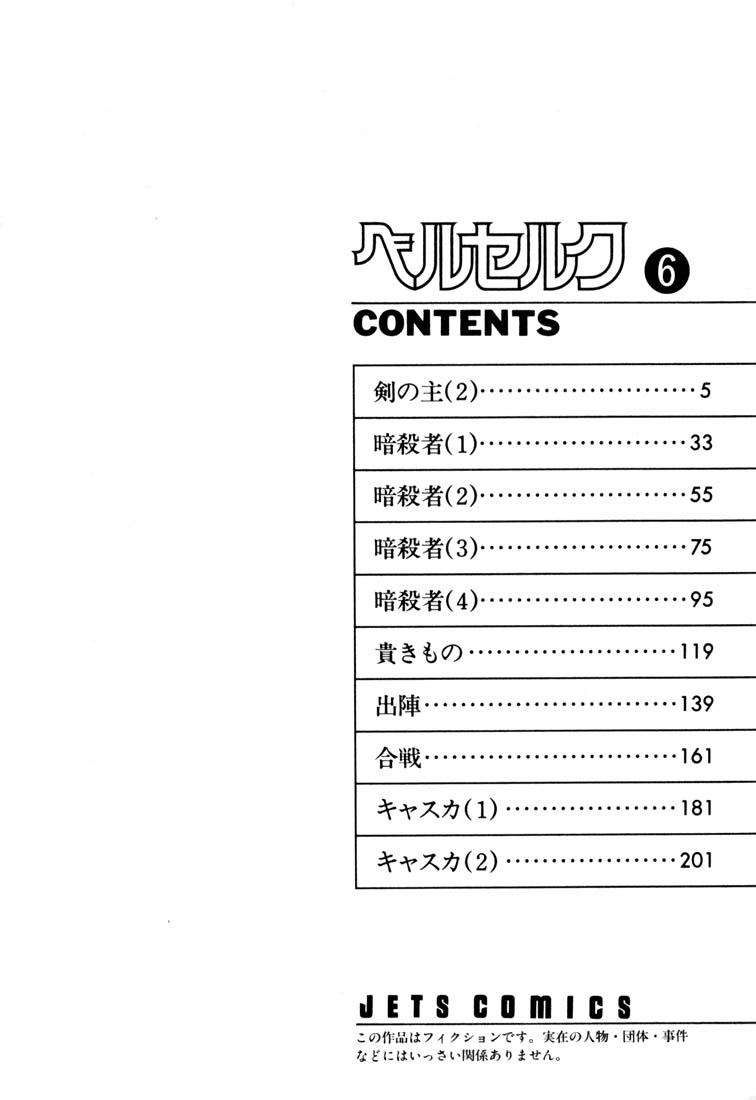 ベルセルク 6
CONTENTS
剣の主(2)························5
暗殺者(1)·······················33
暗殺者(2)·······················55
暗殺者(3)·······················75
暗殺者(4)·······················95
貴きもの·······················119
出陣····························139
合戦····························161
キャスカ(1)···················181
キャスカ(2)···················201
JETS COMICS
この作品はフィクションです。実在の人物・団体・事件
などにはいっさい関係ありません。